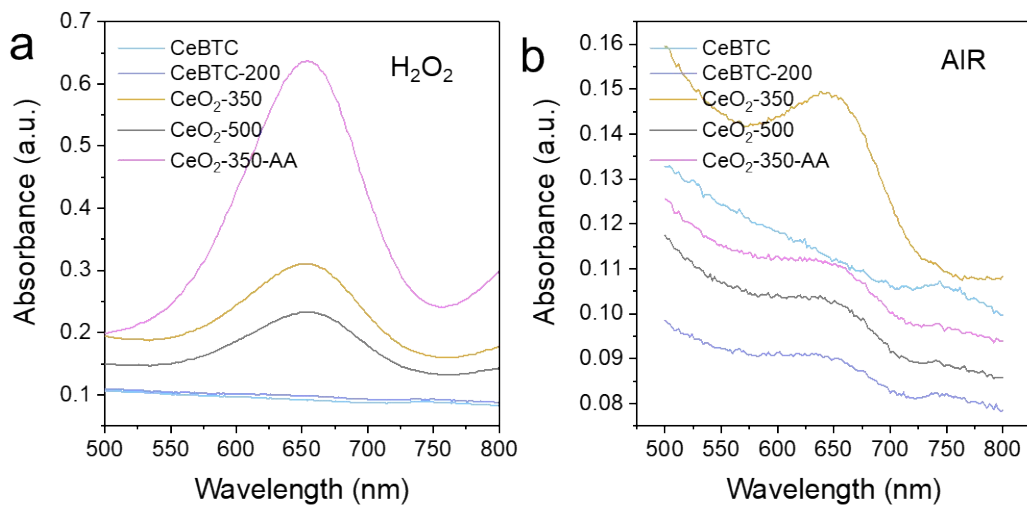 a
H₂O₂
CeBTC
CeBTC-200
CeO₂-350
CeO₂-500
CeO₂-350-AA
Absorbance (a.u.)
0.7
0.6
0.5
0.4
0.3
0.2
0.1
500 550 600 650 700 750 800
Wavelength (nm)
b
AIR
CeBTC
CeBTC-200
CeO₂-350
CeO₂-500
CeO₂-350-AA
Absorbance (a.u.)
0.16
0.15
0.14
0.13
0.12
0.11
0.10
0.09
0.08
500 550 600 650 700 750 800
Wavelength (nm)